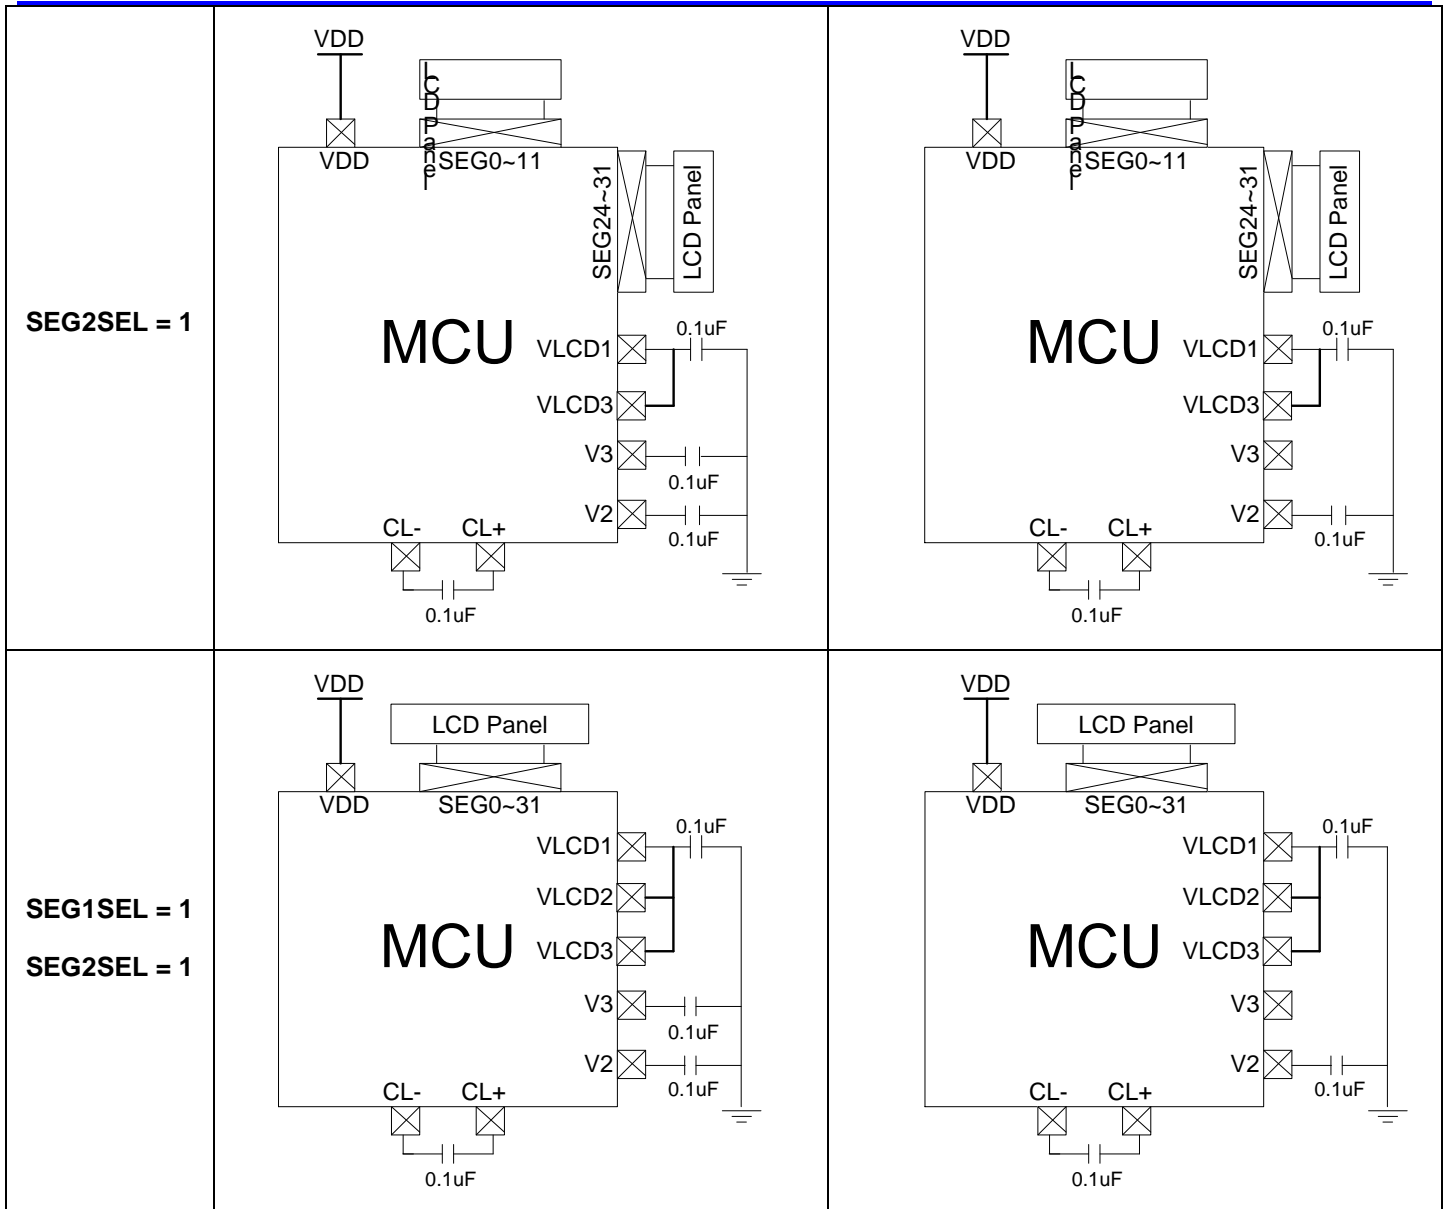 SEG2SEL = 1
VDD
LCD Panel
VDD
SEG0~11
SEG24~31
LCD Panel
MCU
VLCD1
0.1uF
VLCD3
V3
0.1uF
V2
0.1uF
CL-
CL+
0.1uF
VDD
LCD Panel
VDD
SEG0~11
SEG24~31
LCD Panel
MCU
VLCD1
0.1uF
VLCD3
V3
V2
0.1uF
CL-
CL+
0.1uF
SEG1SEL = 1
SEG2SEL = 1
VDD
LCD Panel
VDD
SEG0~31
MCU
VLCD1
0.1uF
VLCD2
VLCD3
V3
0.1uF
V2
0.1uF
CL-
CL+
0.1uF
VDD
LCD Panel
VDD
SEG0~31
MCU
VLCD1
0.1uF
VLCD2
VLCD3
V3
V2
0.1uF
CL-
CL+
0.1uF